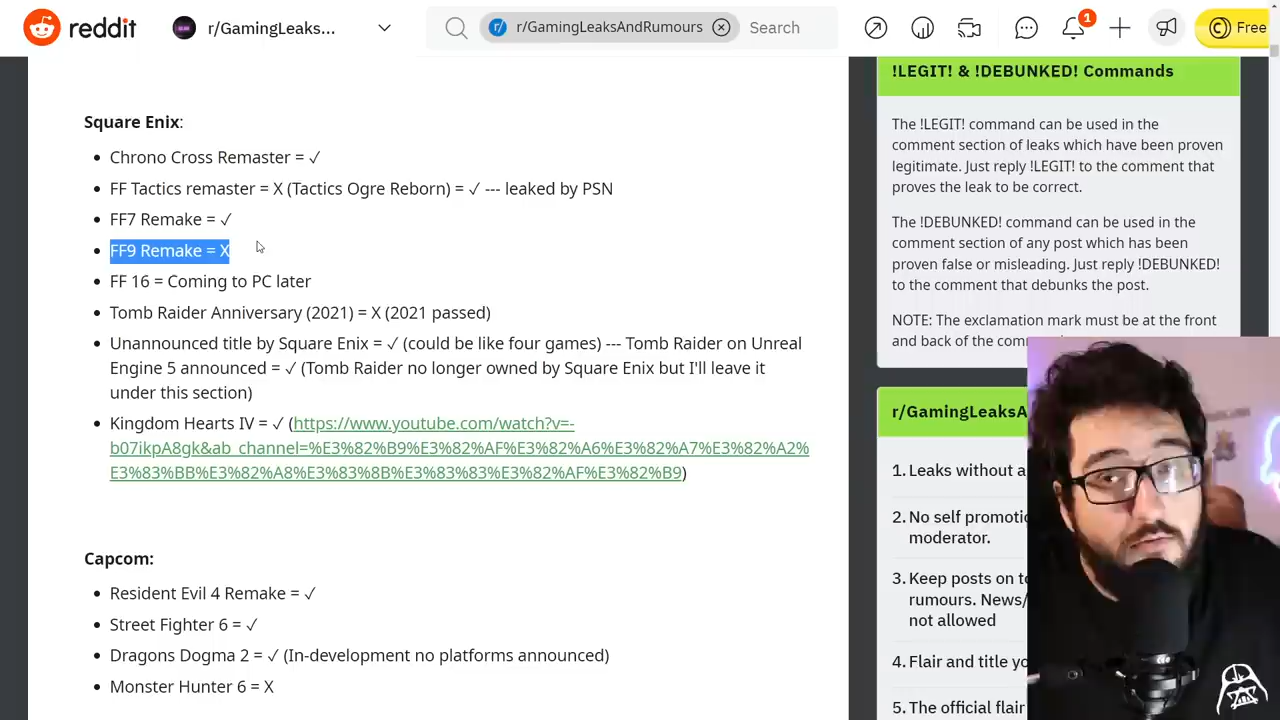 reddit
r/GamingLeaks...
r/GamingLeaksAndRumours
Search
1
Free
Square Enix:
Chrono Cross Remaster = ✓
FF Tactics remaster = X (Tactics Ogre Reborn) = ✓ --- leaked by PSN
FF7 Remake = ✓
FF9 Remake = X
FF 16 = Coming to PC later
Tomb Raider Anniversary (2021) = X (2021 passed)
Unannounced title by Square Enix = ✓ (could be like four games) --- Tomb Raider on Unreal
Engine 5 announced = ✓ (Tomb Raider no longer owned by Square Enix but I'll leave it
under this section)
Kingdom Hearts IV = ✓ (https://www.youtube.com/watch?v=-
b07ikpA8gk&ab_channel=%E3%82%B9%E3%82%AF%E3%82%A6%E3%82%A7%E3%82%A2%
E3%83%BB%E3%82%A8%E3%83%8B%E3%83%83%E3%82%AF%E3%82%B9)
Capcom:
Resident Evil 4 Remake = ✓
Street Fighter 6 = ✓
Dragons Dogma 2 = ✓ (In-development no platforms announced)
Monster Hunter 6 = X
!LEGIT! & !DEBUNKED! Commands
The !LEGIT! command can be used in the
comment section of leaks which have been proven
legitimate. Just reply !LEGIT! to the comment that
proves the leak to be correct.
The !DEBUNKED! command can be used in the
comment section of any post which has been
proven false or misleading. Just reply !DEBUNKED!
to the comment that debunks the post.
NOTE: The exclamation mark must be at the front
and back of the
r/GamingLeaksA
1. Leaks without a
2. No self promoti
moderator.
3. Keep posts on t
rumours. News/
not allowed
4. Flair and title yo
5. The official flair